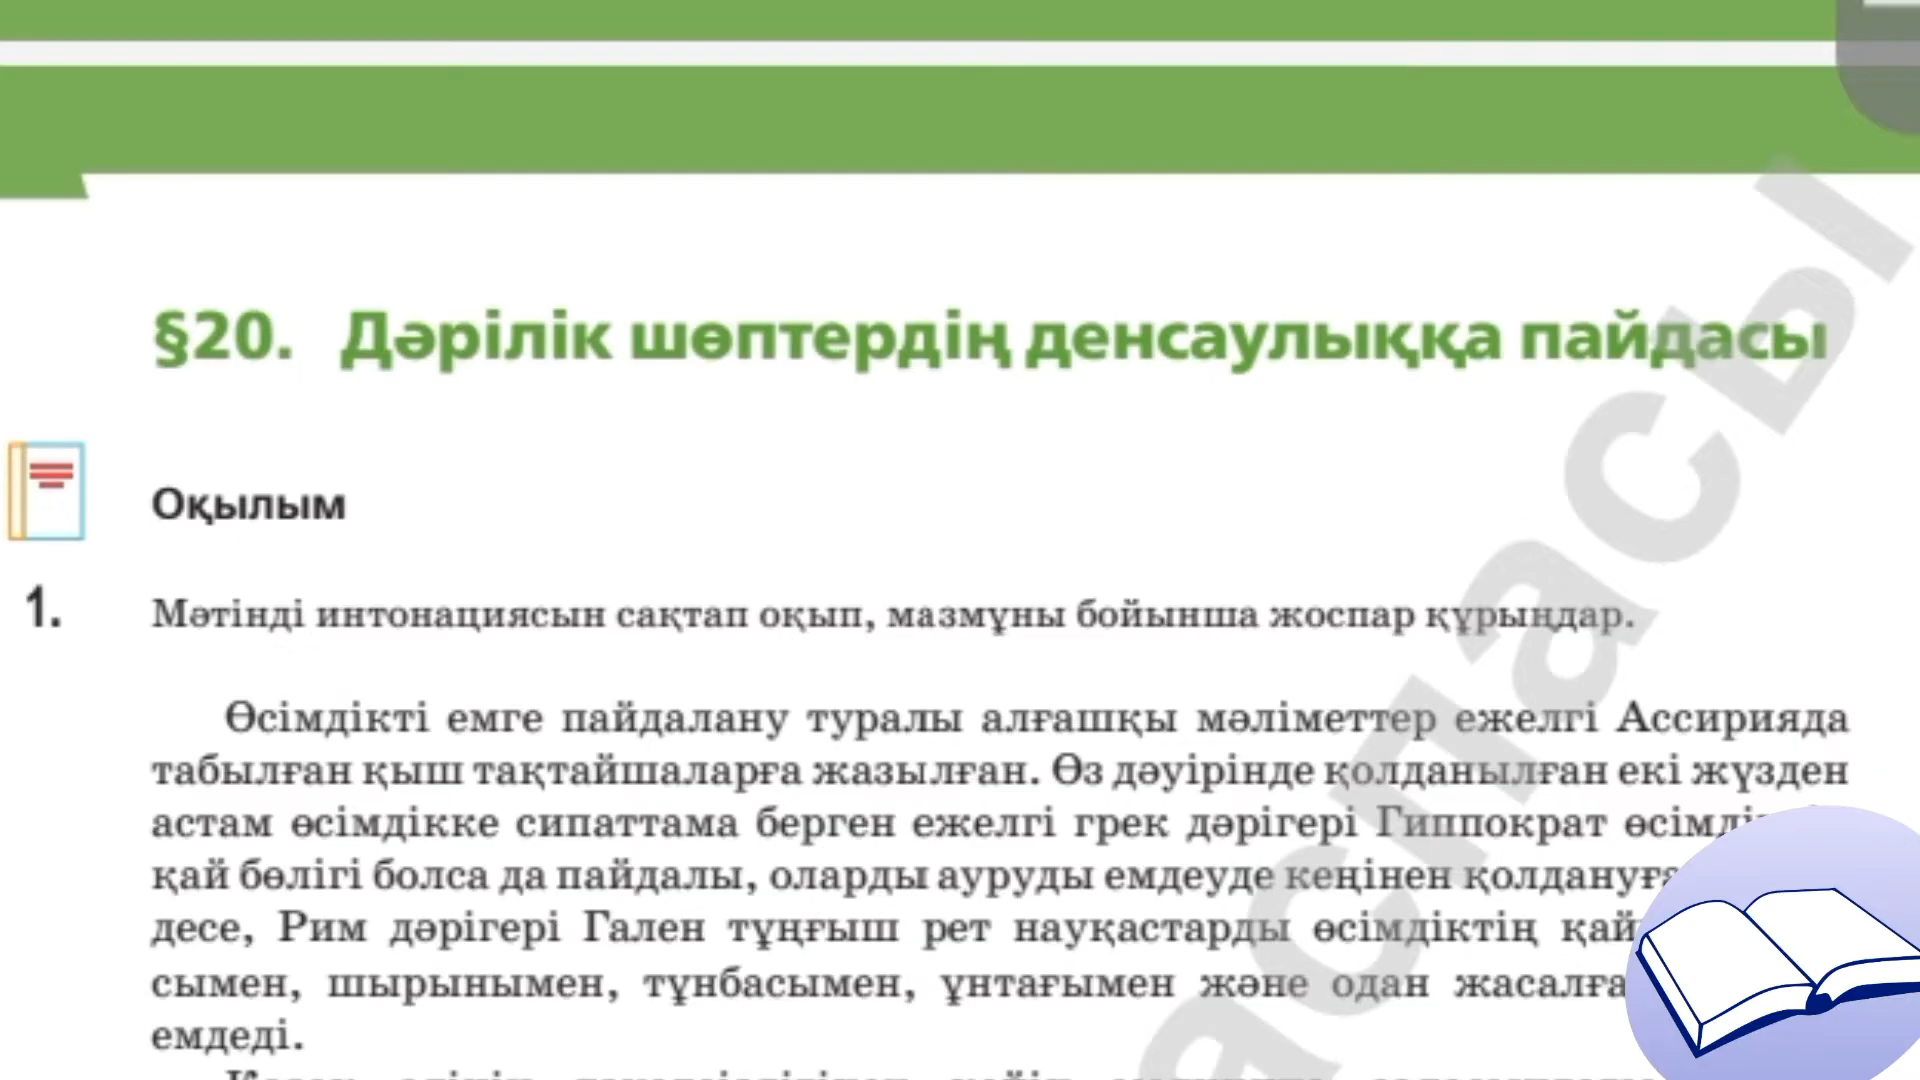 §20. Дәрілік шөптердің денсаулыққа пайдасы
Оқылым
1. Мәтінді интонациясын сақтап оқып, мазмұны бойынша жоспар құрыңдар.
Өсімдікті емге пайдалану туралы алғашқы мәліметтер ежелгі Ассирияда
табылған қыш тақтайшаларға жазылған. Өз дәуірінде қолданылған екі жүзден
астам өсімдікке сипаттама берген ежелгі грек дәрігері Гиппократ
қай бөлігі болса да пайдалы, оларды ауруды емдеуде кеңінен
десе, Рим дәрігері Гален тұңғыш рет науқастарды өсімдіктің
сымен, шырынымен, тұнбасымен, ұнтағымен және одан
емдеді.